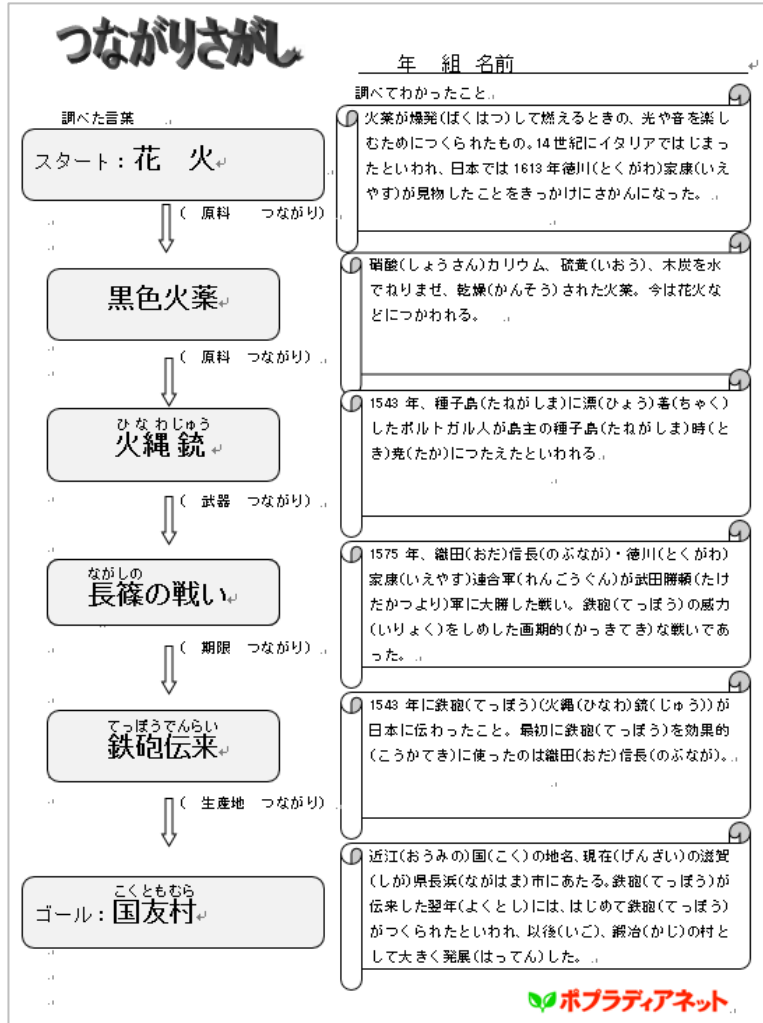 つながりさがし
年 組 名前
調べた言葉
調べてわかったこと
スタート：花 火
火薬が爆発(ばくはつ)して燃えるときの、光や音を楽し
むためにつくられたもの。14世紀にイタリアではじまっ
たといわれ、日本では1613年徳川(とくがわ)家康(いえ
やす)が見物したことをきっかけにさかんになった。
( 原料 つながり)
黒色火薬
硝酸(しょうさん)カリウム、硫黄(いおう)、木炭を水
でねりまぜ、乾燥(かんそう)された火薬。今は花火な
どにつかわれる。
( 原料 つながり)
ひなわじゅう
火縄銃
1543 年、種子島(たねがしま)に漂(ひょう)着(ちゃく)
したポルトガル人が島主の種子島(たねがしま)時(と
き)尭(たか)につたえたといわれる
( 武器 つながり)
ながしの
長篠の戦い
1575 年、織田(おだ)信長(のぶなが)・徳川(とくがわ)
家康(いえやす)連合軍(れんごうぐん)が武田勝頼(たけ
だかつより)軍に大勝した戦い。鉄砲(てっぽう)の威力
(いりょく)をしめした画期的(かっきてき)な戦いであ
った。
( 期限 つながり)
てっぽうでんらい
鉄砲伝来
1543 年に鉄砲(てっぽう)(火縄(ひなわ)銃(じゅう))が
日本に伝わったこと。最初に鉄砲(てっぽう)を効果的
(こうかてき)に使ったのは織田(おだ)信長(のぶなが)。
( 生産地 つながり)
こくともむら
ゴール：国友村
近江(おうみの)国(こく)の地名、現在(げんざい)の滋賀
(しが)県長浜(ながはま)市にあたる。鉄砲(てっぽう)が
伝来した翌年(よくとし)には、はじめて鉄砲(てっぽう)
がつくられたといわれ、以後(いご)、鍛冶(かじ)の村と
して大きく発展(はってん)した。
ポプラディアネット